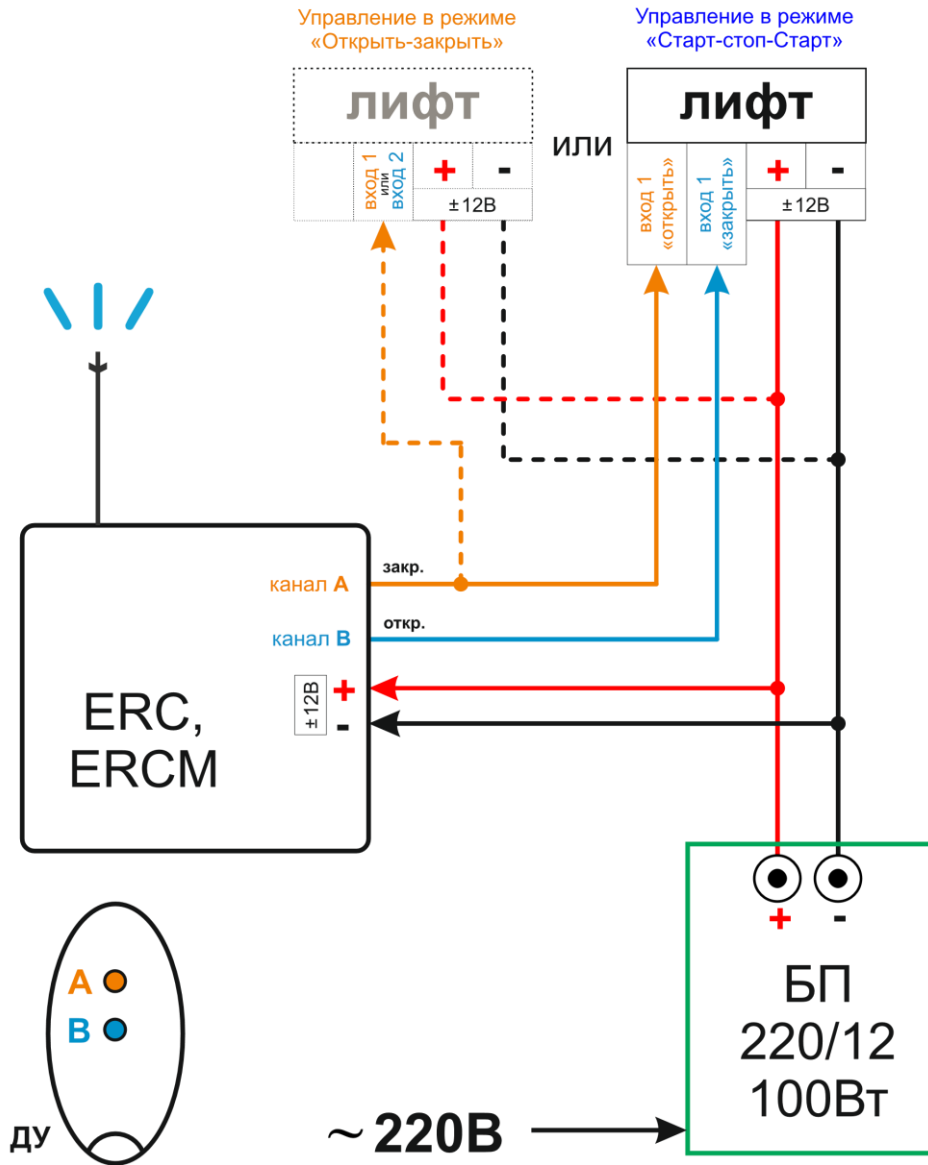 Управление в режиме
«Открыть-закрыть»
Управление в режиме
«Старт-стоп-Старт»
лифт
или
лифт
вход 1
или
вход 2
+
-
±12В
вход 1
«открыть»
вход 1
«закрыть»
+
-
±12В
канал А
закр.
канал В
откр.
±12В
+
-
ERC,
ERCM
+
-
БП
220/12
100Вт
А
В
ДУ
~220В